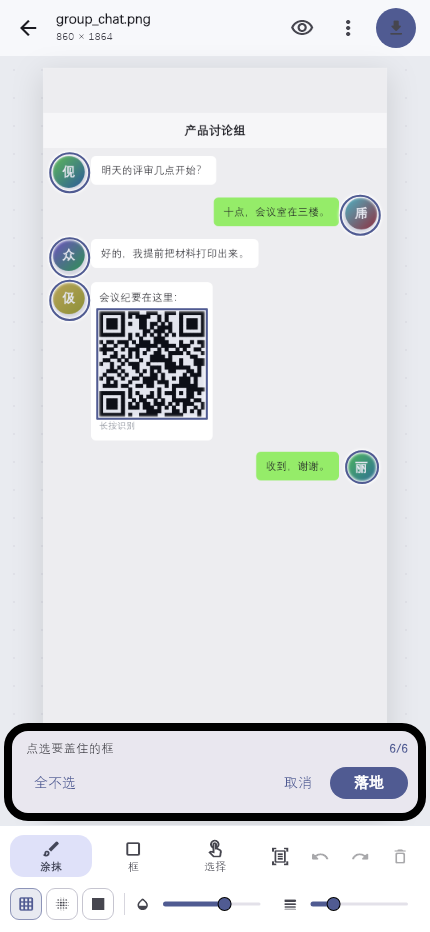 group_chat.png
860 × 1864
产品讨论组
明天的评审几点开始?
十点，会议室在三楼。
众
好的，我提前把材料打印出来。
伋
会议纪要在这里:
长按识别
收到，谢谢。
丽
点选要盖住的框
6/6
全不选
取消
落地
涂抹
框
选择